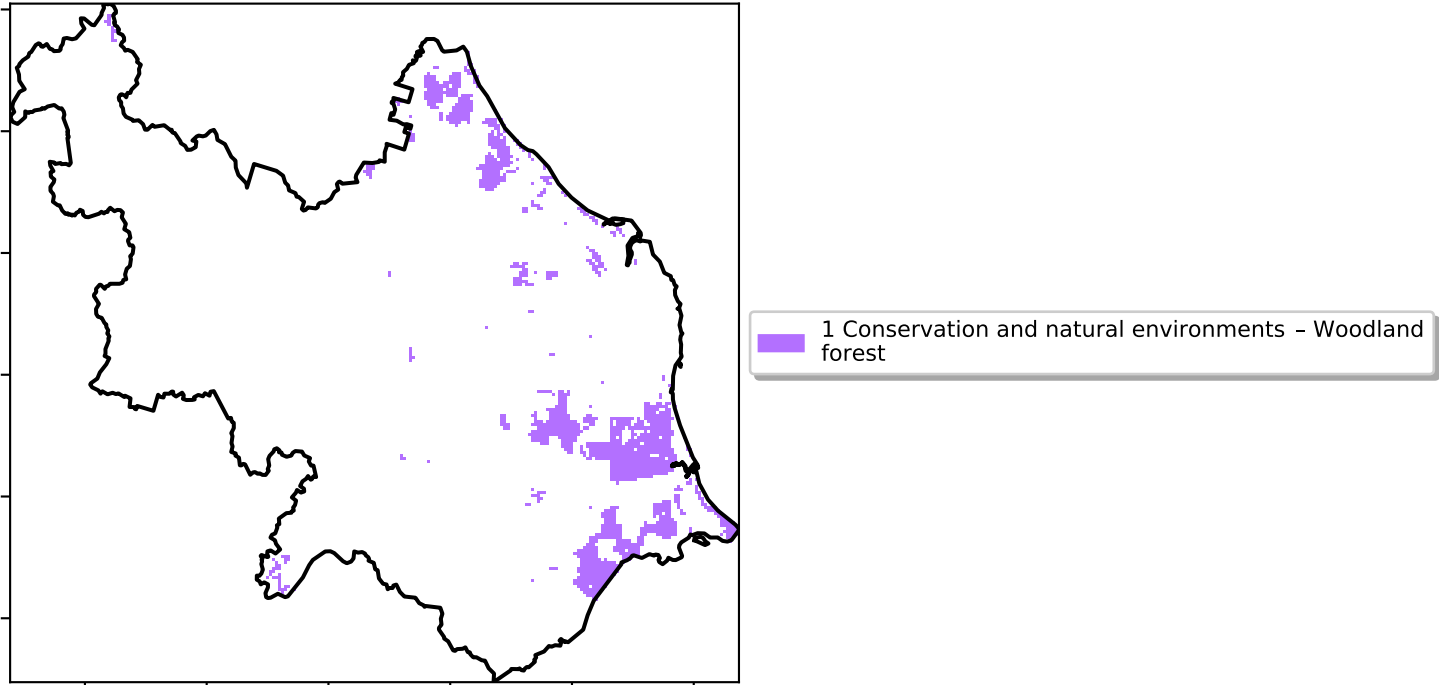 1 Conservation and natural environments – Woodland
forest